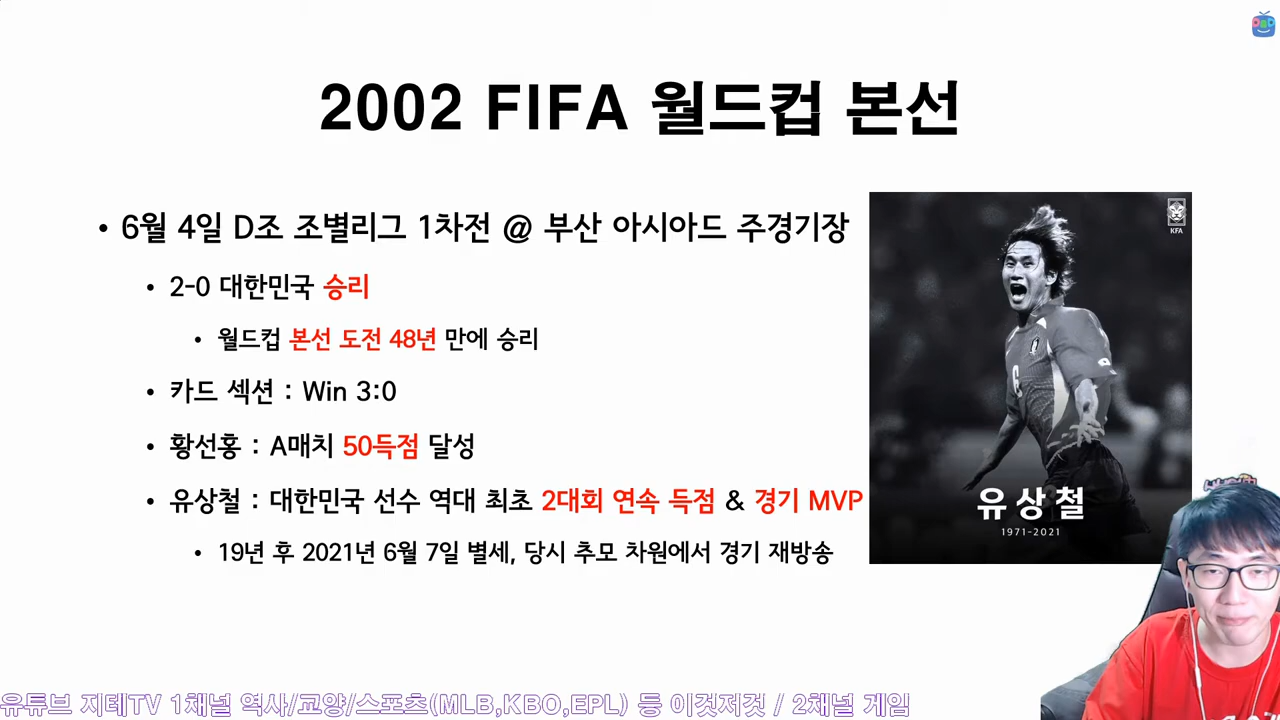 2002 FIFA 월드컵 본선
• 6월 4일 D조 조별리그 1차전 @ 부산 아시아드 주경기장
• 2-0 대한민국 승리
• 월드컵 본선 도전 48년 만에 승리
• 카드 섹션 : Win 3:0
• 황선홍 : A매치 50득점 달성
• 유상철 : 대한민국 선수 역대 최초 2대회 연속 득점 & 경기 MVP
• 19년 후 2021년 6월 7일 별세, 당시 추모 차원에서 경기 재방송
KFA
6
유상철
1971-2021
유튜브 지테TV 1채널 역사/교양/스포츠(MLB,KBO,EPL) 등 이것저것 / 2채널 게임